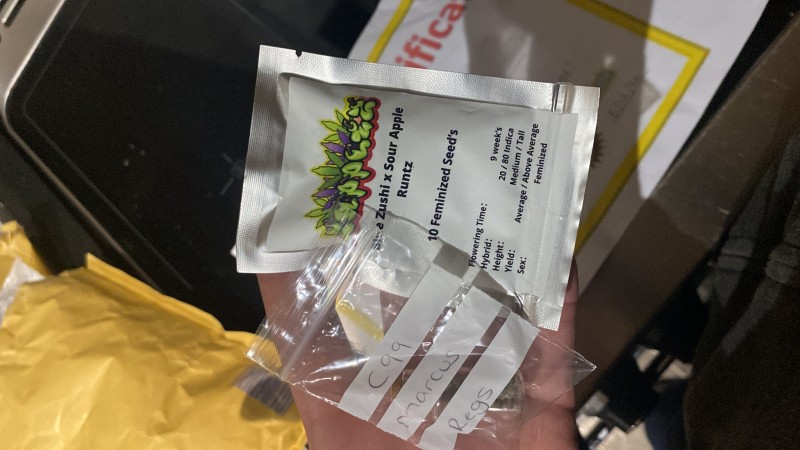 Zushi x Sour Apple
Runtz
10 Feminized Seed's
Flowering Time: 9 week's
Hybrid: 20 / 80 Indica
Height: Medium / Tall
Yield: Average / Above Average
Sex: Feminized
C99
marcus
Regs
ifica